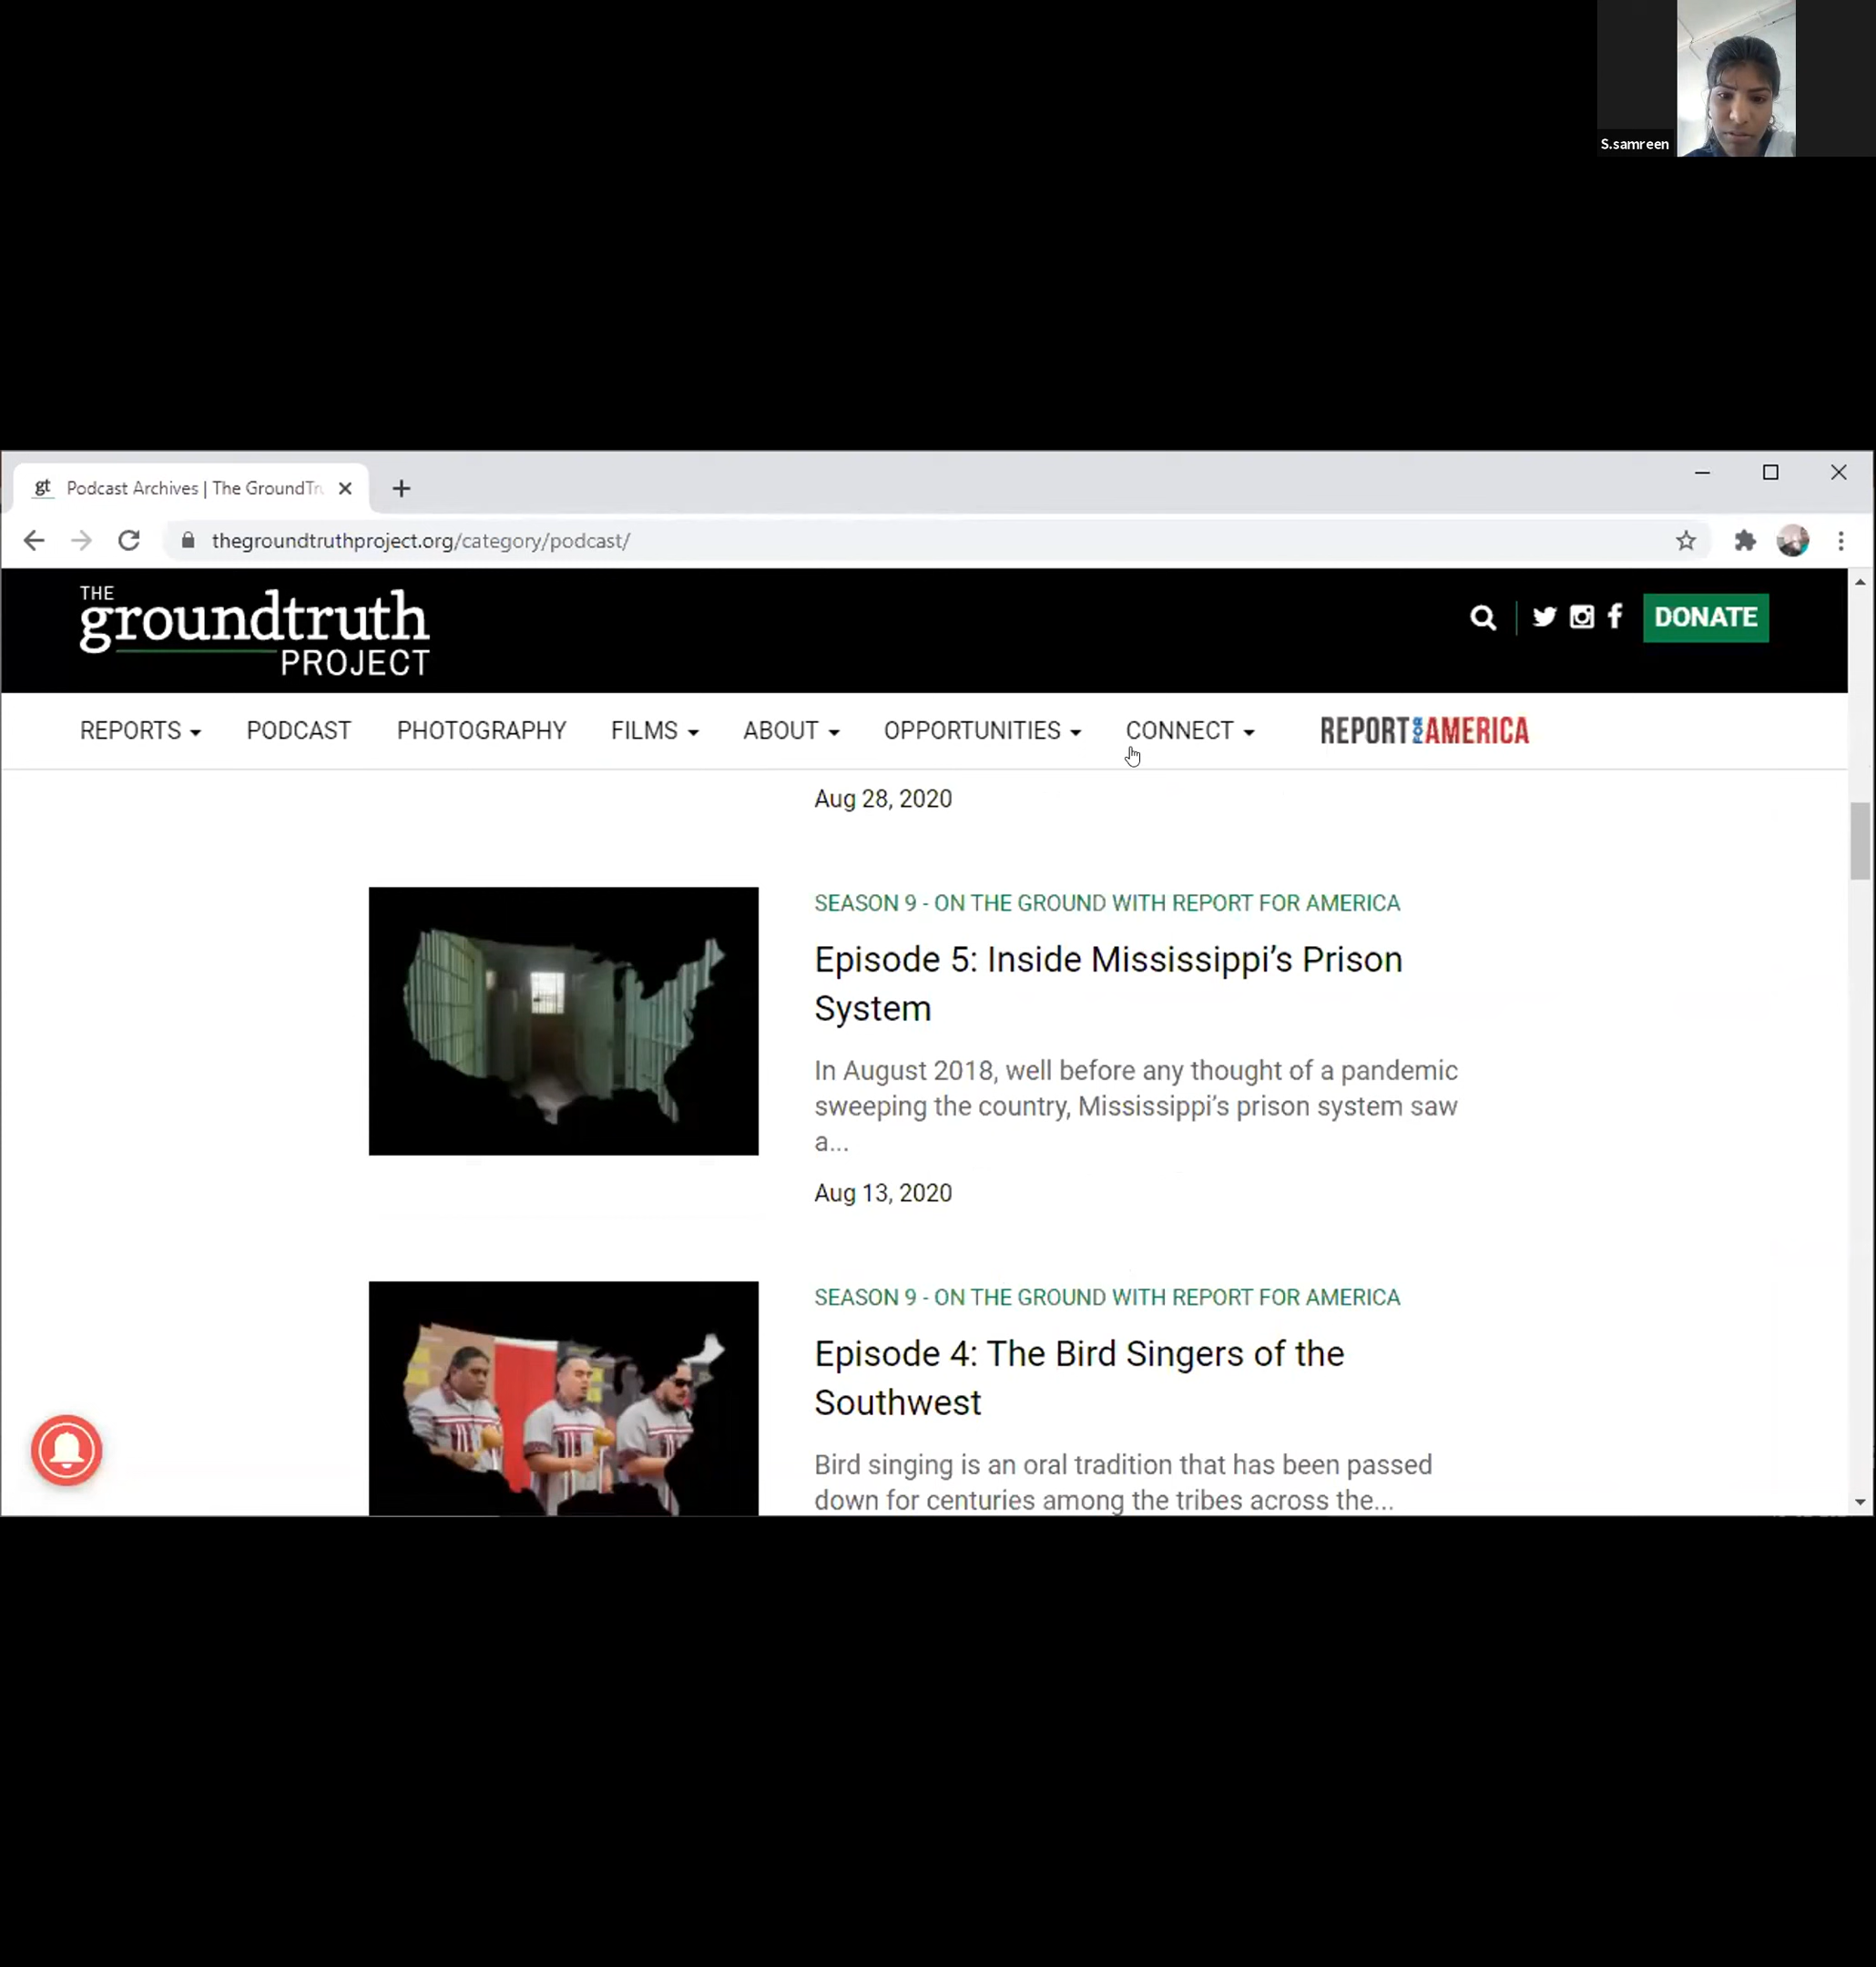 S.samreen
gt Podcast Archives | The GroundTr
thegroundtruthproject.org/category/podcast/
THE
groundtruth
PROJECT
DONATE
REPORTS PODCAST PHOTOGRAPHY FILMS ABOUT OPPORTUNITIES CONNECT REPORT FOR AMERICA
Aug 28, 2020
SEASON 9 - ON THE GROUND WITH REPORT FOR AMERICA
Episode 5: Inside Mississippi’s Prison
System
In August 2018, well before any thought of a pandemic
sweeping the country, Mississippi’s prison system saw
a...
Aug 13, 2020
SEASON 9 - ON THE GROUND WITH REPORT FOR AMERICA
Episode 4: The Bird Singers of the
Southwest
Bird singing is an oral tradition that has been passed
down for centuries among the tribes across the...